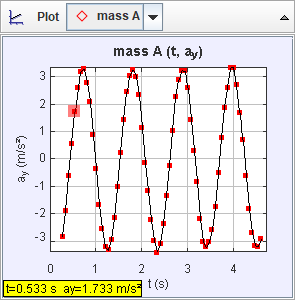 Plot mass A
mass A (t, ay)
ay (m/s²)
3
2
1
0
-1
-2
-3
0 1 2 3 4
t (s)
t=0.533 s ay=1.733 m/s²